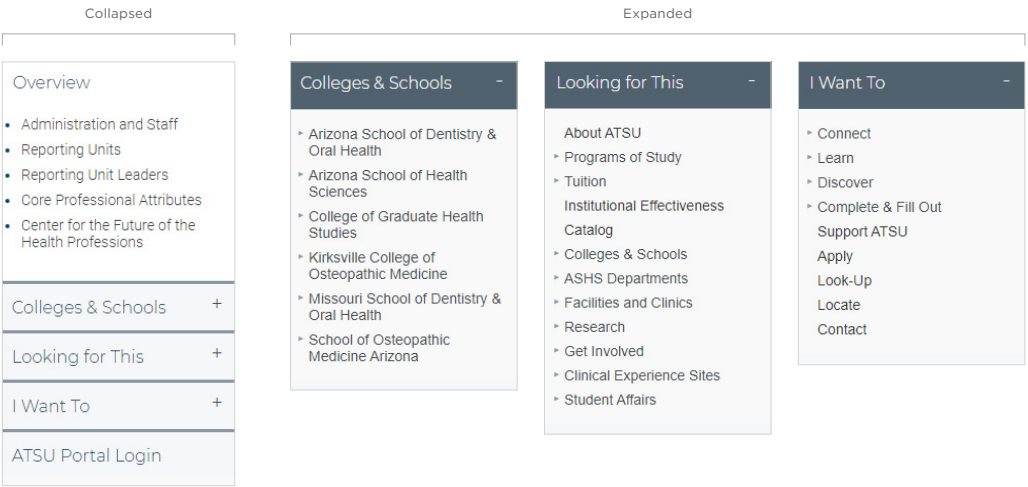 Collapsed
Expanded
Overview
Administration and Staff
Reporting Units
Reporting Unit Leaders
Core Professional Attributes
Center for the Future of the
Health Professions
Colleges & Schools +
Looking for This +
I Want To +
ATSU Portal Login
Colleges & Schools -
Arizona School of Dentistry &
Oral Health
Arizona School of Health
Sciences
College of Graduate Health
Studies
Kirksville College of
Osteopathic Medicine
Missouri School of Dentistry &
Oral Health
School of Osteopathic
Medicine Arizona
Looking for This -
About ATSU
Programs of Study
Tuition
Institutional Effectiveness
Catalog
Colleges & Schools
ASHS Departments
Facilities and Clinics
Research
Get Involved
Clinical Experience Sites
Student Affairs
I Want To -
Connect
Learn
Discover
Complete & Fill Out
Support ATSU
Apply
Look-Up
Locate
Contact